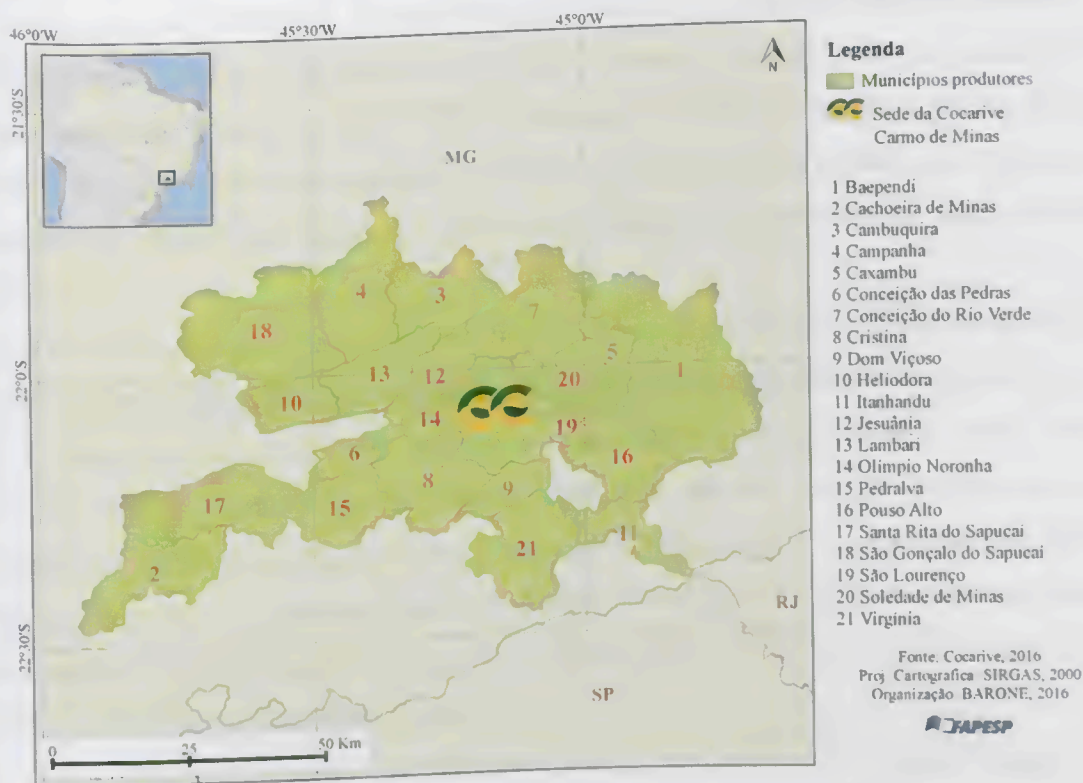 46°0'W
45°30'W
45°0'W
21°30'S
22°0'S
22°30'S
N
MG
18
4
3
7
5
1
13
12
20
10
14
19
16
6
8
9
17
15
11
21
2
RJ
SP
0 25 50 Km
Legenda
Municípios produtores
Sede da Cocarive
Carmo de Minas
1 Baependi
2 Cachoeira de Minas
3 Cambuquira
4 Campanha
5 Caxambu
6 Conceição das Pedras
7 Conceição do Rio Verde
8 Cristina
9 Dom Viçoso
10 Heliodora
11 Itanhandu
12 Jesuânia
13 Lambari
14 Olimpio Noronha
15 Pedralva
16 Pouso Alto
17 Santa Rita do Sapucai
18 São Gonçalo do Sapucai
19 São Lourenço
20 Soledade de Minas
21 Virgínia
Fonte: Cocarive, 2016
Proj Cartografica SIRGAS, 2000
Organização BARONE, 2016
FAPESP